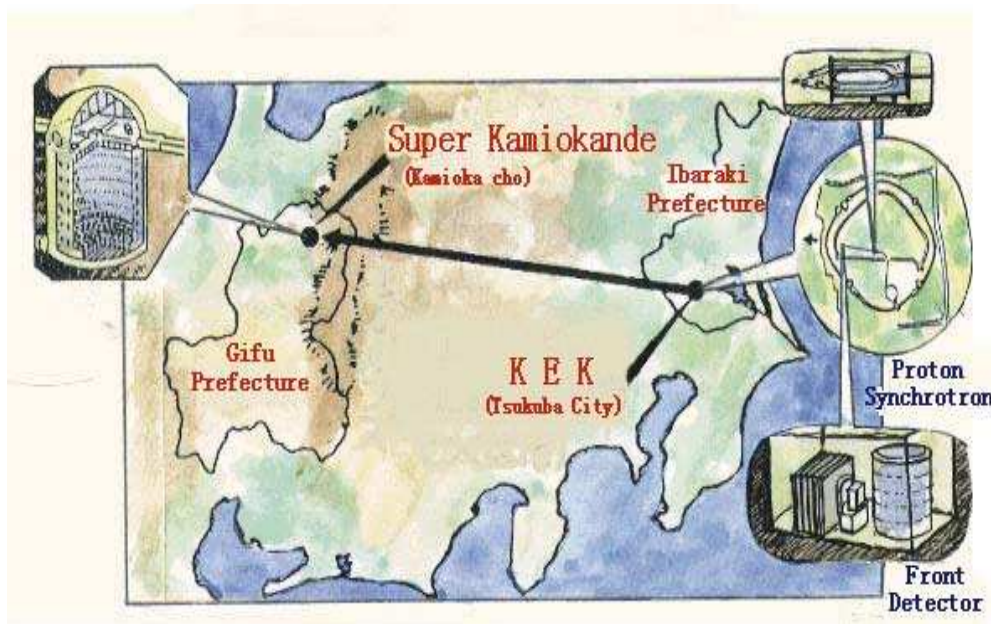 Super Kamiokande
(Kamioka cho)
Ibaraki
Prefecture
Gifu
Prefecture
K E K
(Tsukuba City)
Proton
Synchrotron
Front
Detector